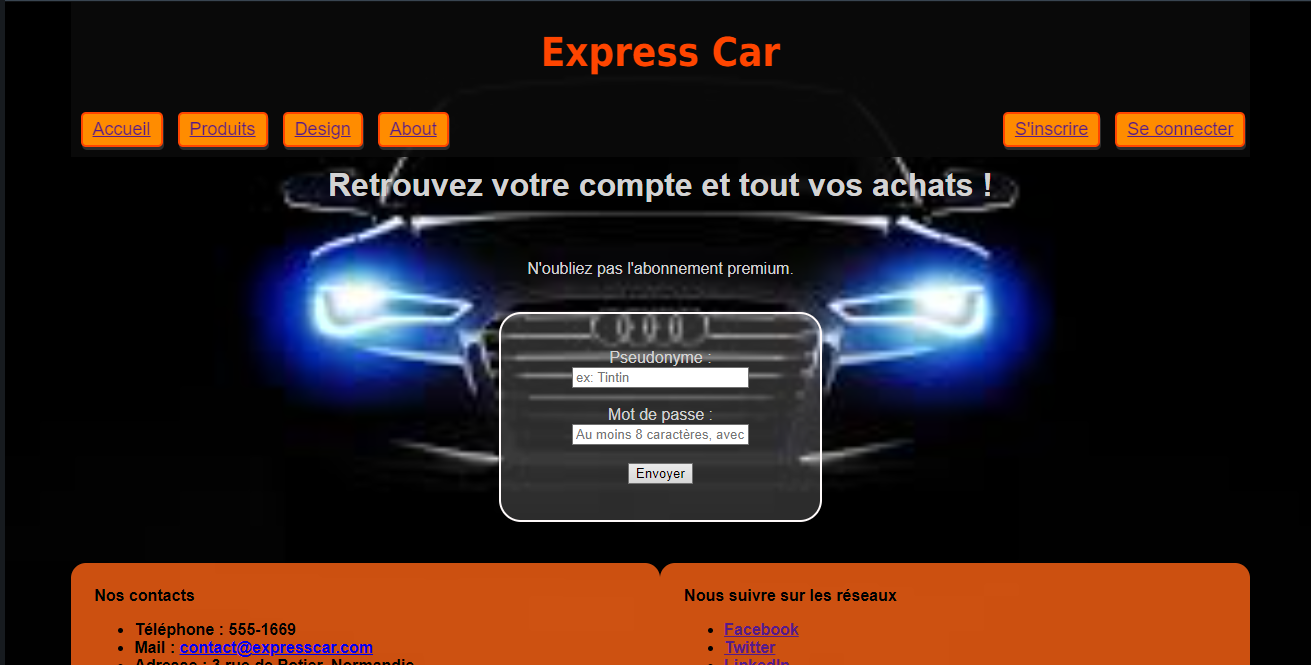 Express Car
Accueil Produits Design About S'inscrire Se connecter
Retrouvez votre compte et tout vos achats !
N'oubliez pas l'abonnement premium.
Pseudonyme :
ex: Tintin
Mot de passe :
Au moins 8 caractères, avec
Envoyer
Nos contacts
Téléphone : 555-1669
Mail : contact@expresscar.com
Adresse : 3 rue de Potier, Normandie
Nous suivre sur les réseaux
Facebook
Twitter
LinkedIn